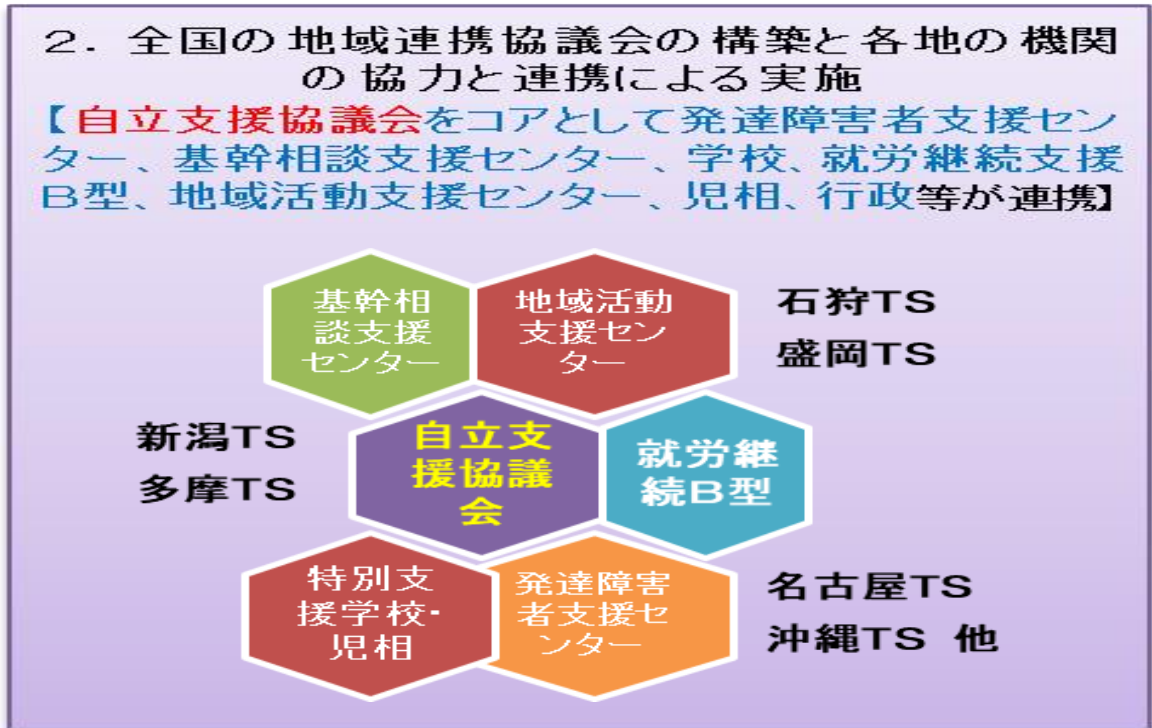 2. 全国の地域連携協議会の構築と各地の機関
の協力と連携による実施
【自立支援協議会をコアとして発達障害者支援セン
ター、基幹相談支援センター、学校、就労継続支援
B型、地域活動支援センター、児相、行政等が連携】
基幹相
談支援
センター
地域活動
支援セン
ター
石狩TS
盛岡TS
新潟TS
多摩TS
自立支
援協議
会
就労継
続B型
特別支
援学校・
児相
発達障害
者支援セ
ンター
名古屋TS
沖縄TS 他